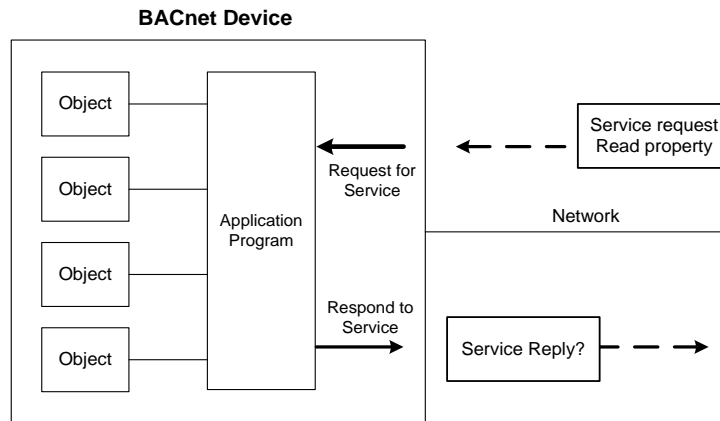 BACnet Device
Object
Object
Object
Object
Application
Program
Request for
Service
Respond to
Service
Service request
Read property
Network
Service Reply?